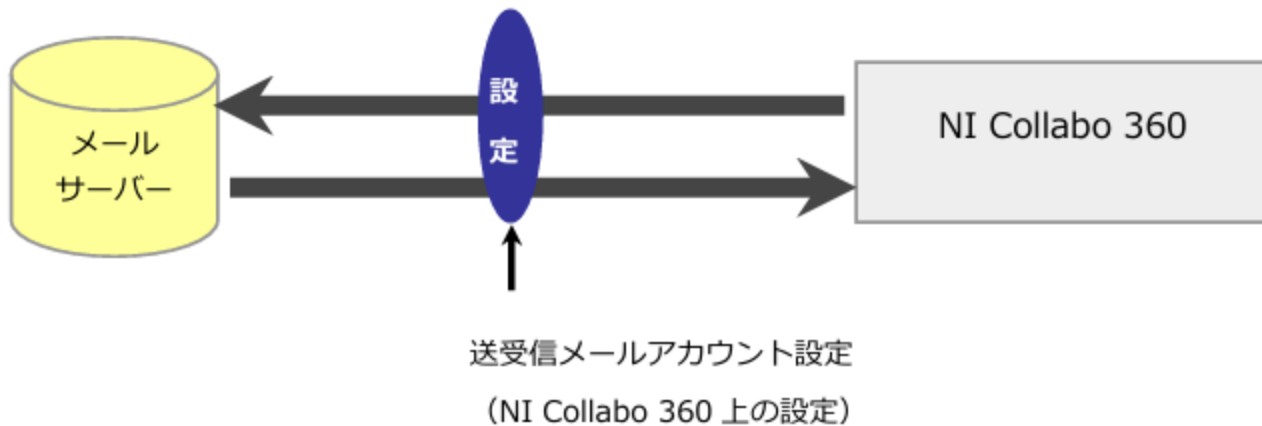 メール
サーバー
設
定
NI Collabo 360
送受信メールアカウント設定
（NI Collabo 360 上の設定）